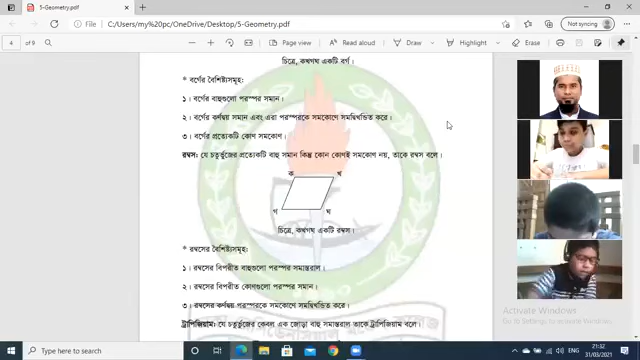 5-Geometry.pdf
C:/Users/my%20pc/OneDrive/Desktop/5-Geometry.pdf
Not syncing
4 of 9
Page view
Read aloud
Draw
Highlight
Erase
চিত্রে, কখগঘ একটি বর্গ।
* বর্গের বৈশিষ্ট্যসমূহ:
১। বর্গের বাহুগুলো পরস্পর সমান।
২। বর্গের কর্ণদ্বয় সমান এবং এরা পরস্পরকে সমকোণে সমদ্বিখন্ডিত করে।
৩। বর্গের প্রত্যেকটি কোণ সমকোণ।
রম্বস: যে চতুর্ভুজের প্রত্যেকটি বাহু সমান কিন্তু কোন কোণই সমকোণ নয়, তাকে রম্বস বলে।
ক খ
গ ঘ
চিত্রে, কখগঘ একটি রম্বস।
* রম্বসের বৈশিষ্ট্যসমূহ:
১। রম্বসের বিপরীত বাহুগুলো পরস্পর সমান্তরাল।
২। রম্বসের বিপরীত কোণগুলো পরস্পর সমান।
৩। রম্বসের কর্ণদ্বয় পরস্পরকে সমকোণে সমদ্বিখন্ডিত করে।
ট্রাপিজিয়াম: যে চতুর্ভুজের কেবল এক জোড়া বাহু সমান্তরাল তাকে ট্রাপিজিয়াম বলে।
Activate Windows
Go to Settings to activate Windows.
ENG
21:32
31/03/2021